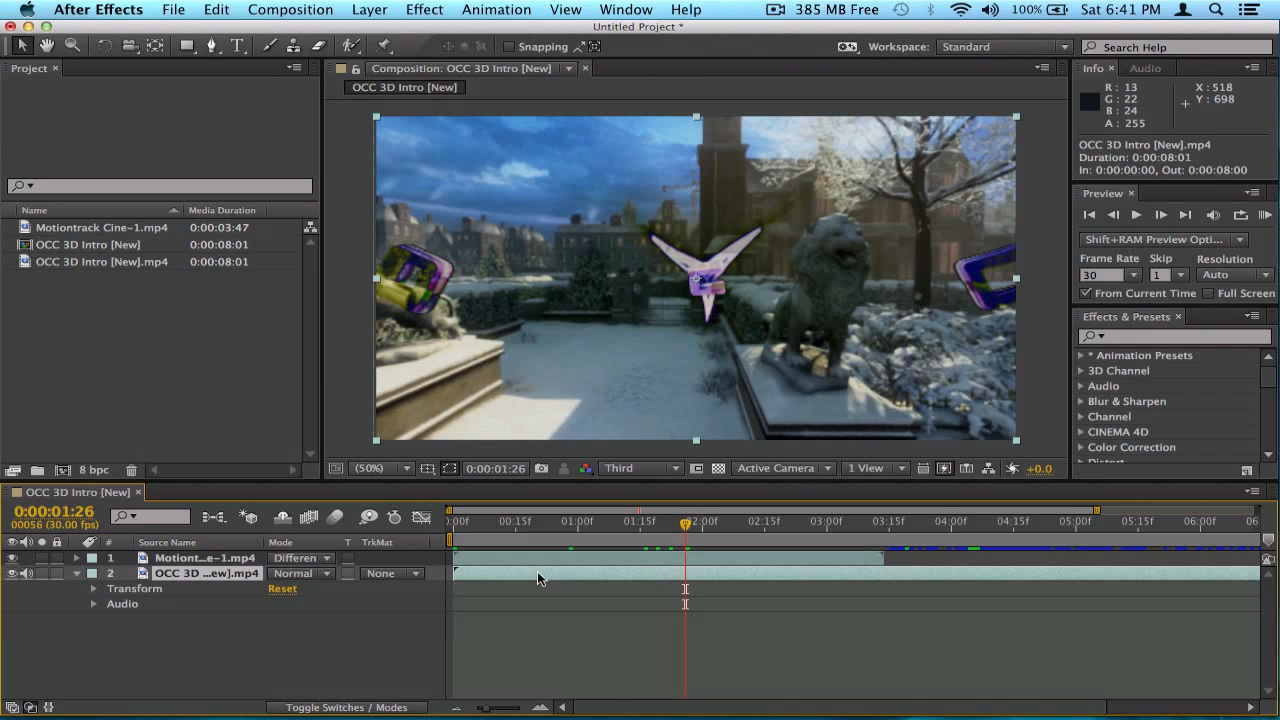 After Effects File Edit Composition Layer Effect Animation View Window Help 385 MB Free 100% Sat 6:41 PM
Untitled Project *
Snapping Workspace: Standard Search Help
Project Composition: OCC 3D Intro [New] Info Audio
OCC 3D Intro [New]
R : 13 X : 518
G : 22 Y : 698
B : 24
A : 255
OCC 3D Intro [New].mp4
Duration: 0:00:08:01
In: 0:00:00:00, Out: 0:00:08:00
Preview
Name Media Duration
Motiontrack Cine-1.mp4 0:00:03:47
OCC 3D Intro [New] 0:00:08:01
OCC 3D Intro [New].mp4 0:00:08:01
Shift+RAM Preview Opti...
Frame Rate Skip Resolution
30 1 Auto
From Current Time Full Screen
Effects & Presets
* Animation Presets
3D Channel
Audio
Blur & Sharpen
Channel
CINEMA 4D
Color Correction
Distort
8 bpc (50%) 0:00:01:26 Third Active Camera 1 View +0.0
OCC 3D Intro [New]
0:00:01:26
00056 (30.00 fps)
:00f 00:15f 01:00f 01:15f 02:00f 02:15f 03:00f 03:15f 04:00f 04:15f 05:00f 05:15f 06:00f 06
# Source Name Mode T TrkMat
1 Motiont...e-1.mp4 Differen
2 OCC 3D ...ew].mp4 Normal None
Transform Reset
Audio
Toggle Switches / Modes